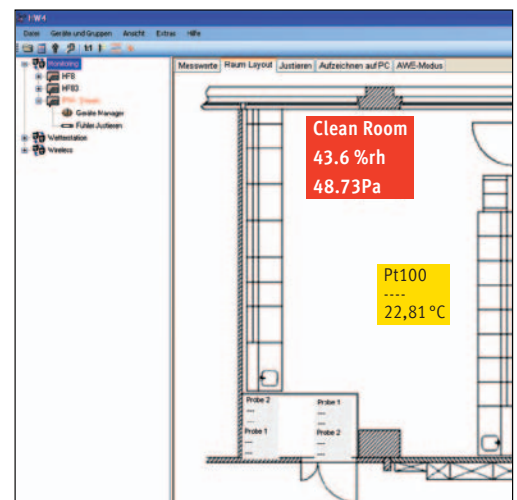 HW4
Datei Geräte und Gruppen Ansicht Extras Hilfe
Monitoring
HF8
HF83
Geräte Manager
Fühler Justieren
Wetterstation
Wireless
Messwerte Raum Layout Justieren Aufzeichnen auf PC AWE-Modus
Clean Room
43.6 %rh
48.73Pa
Pt100
----
22,81 °C
Probe 2
---
---
Probe 1
---
---
Probe 1
---
---
Probe 2
---
---